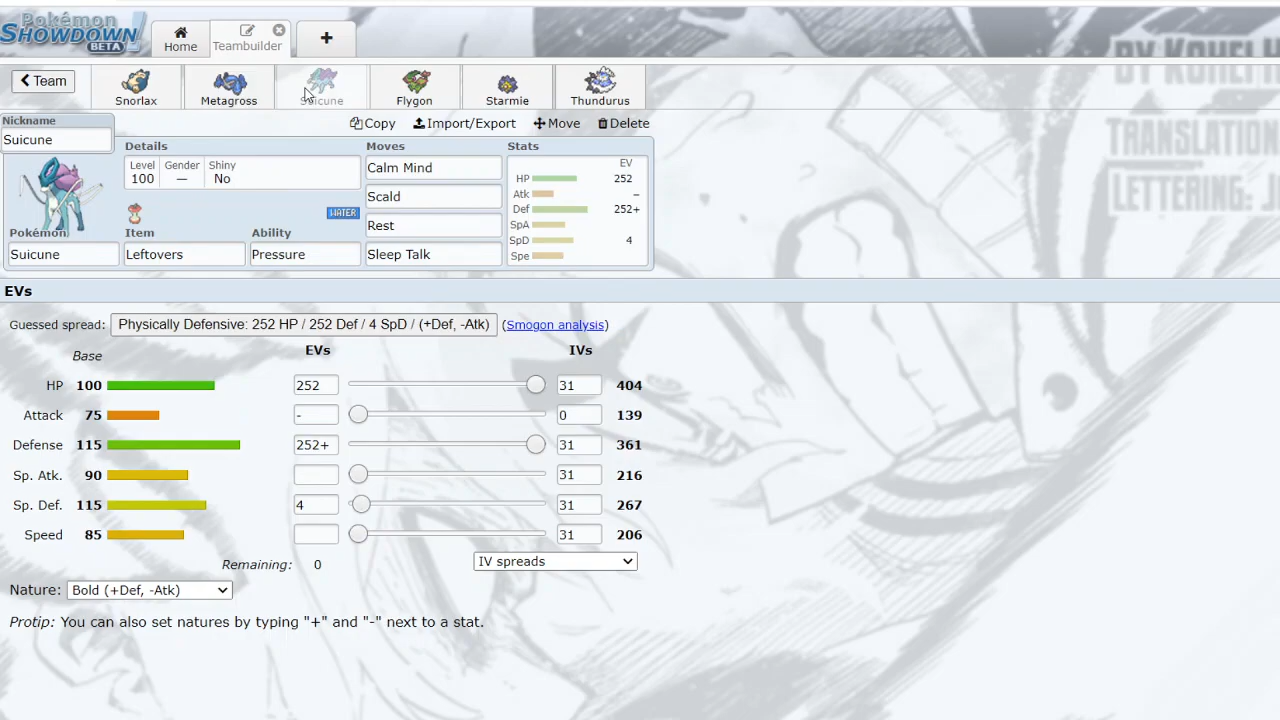 Pokémon
SHOWDOWN!
BETA
Home
Teambuilder
+
BY KOHEI H
TRANSLATION
LETTERING: J
Team
Snorlax
Metagross
Suicune
Flygon
Starmie
Thundurus
Nickname
Suicune
Copy Import/Export Move Delete
Details
Level 100
Gender —
Shiny No
WATER
Pokémon Suicune
Item Leftovers
Ability Pressure
Moves
Calm Mind
Scald
Rest
Sleep Talk
Stats
EV
HP 252
Atk –
Def 252+
SpA
SpD 4
Spe
EVs
Guessed spread: Physically Defensive: 252 HP / 252 Def / 4 SpD / (+Def, -Atk) (Smogon analysis)
Base EVs IVs
HP 100 252 31 404
Attack 75 - 0 139
Defense 115 252+ 31 361
Sp. Atk. 90 31 216
Sp. Def. 115 4 31 267
Speed 85 31 206
Remaining: 0 IV spreads
Nature: Bold (+Def, -Atk)
Protip: You can also set natures by typing "+" and "-" next to a stat.